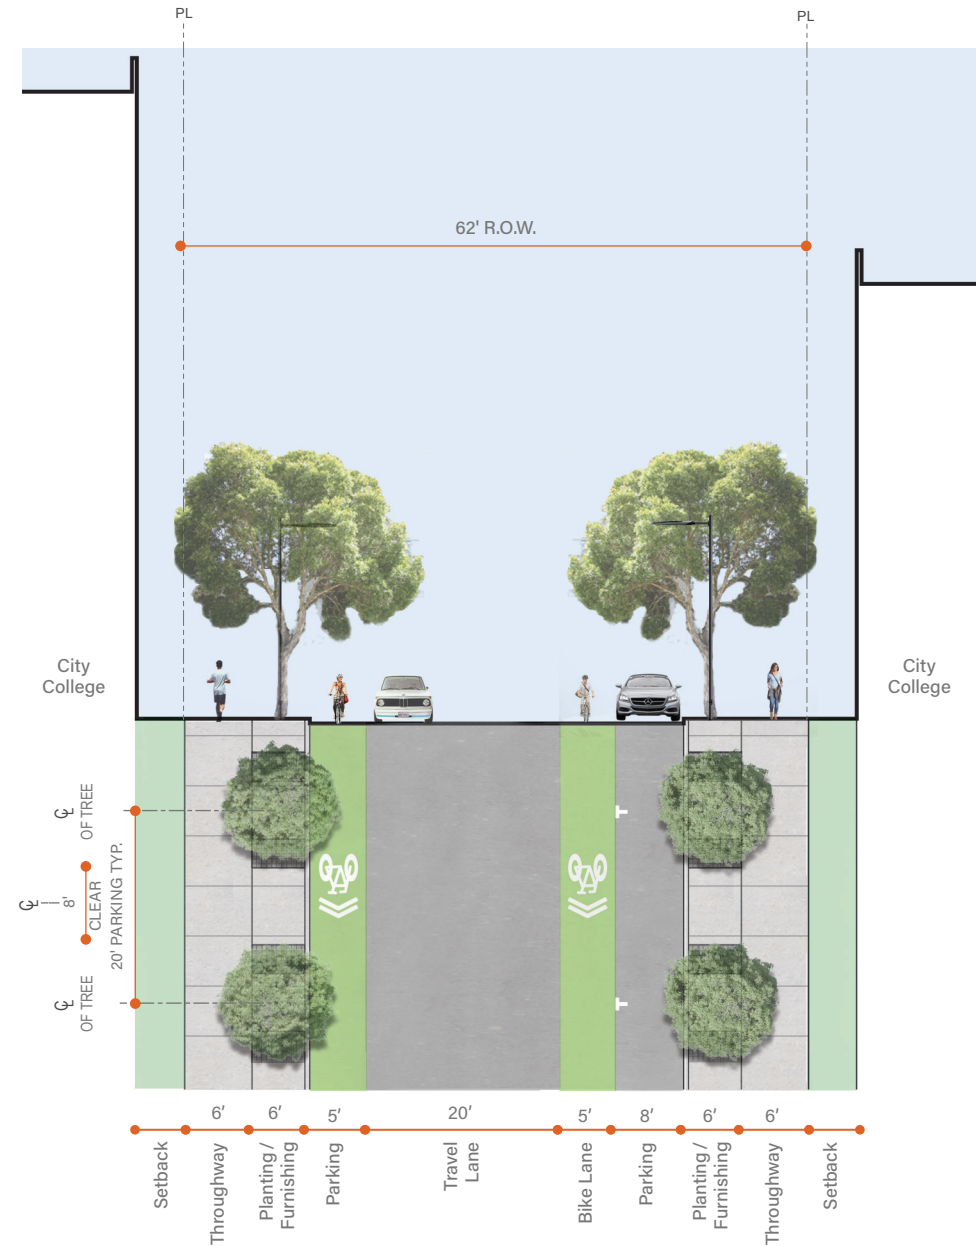 PL
PL
62' R.O.W.
City
College
City
College
℄
OF TREE
20' PARKING TYP.
℄
8'
CLEAR
℄
OF TREE
6'
6'
5'
20'
5'
8'
6'
6'
Setback
Throughway
Planting /
Furnishing
Parking
Travel
Lane
Bike Lane
Parking
Planting /
Furnishing
Throughway
Setback